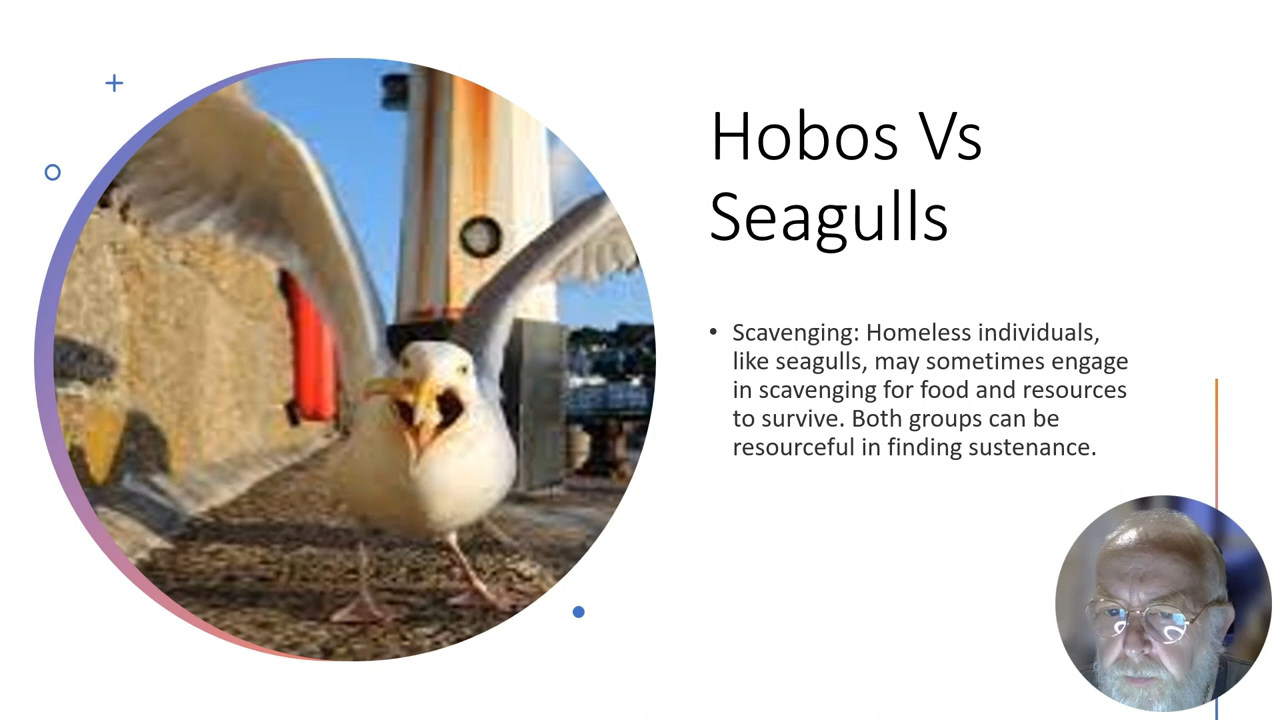 Hobos Vs
Seagulls
• Scavenging: Homeless individuals,
like seagulls, may sometimes engage
in scavenging for food and resources
to survive. Both groups can be
resourceful in finding sustenance.